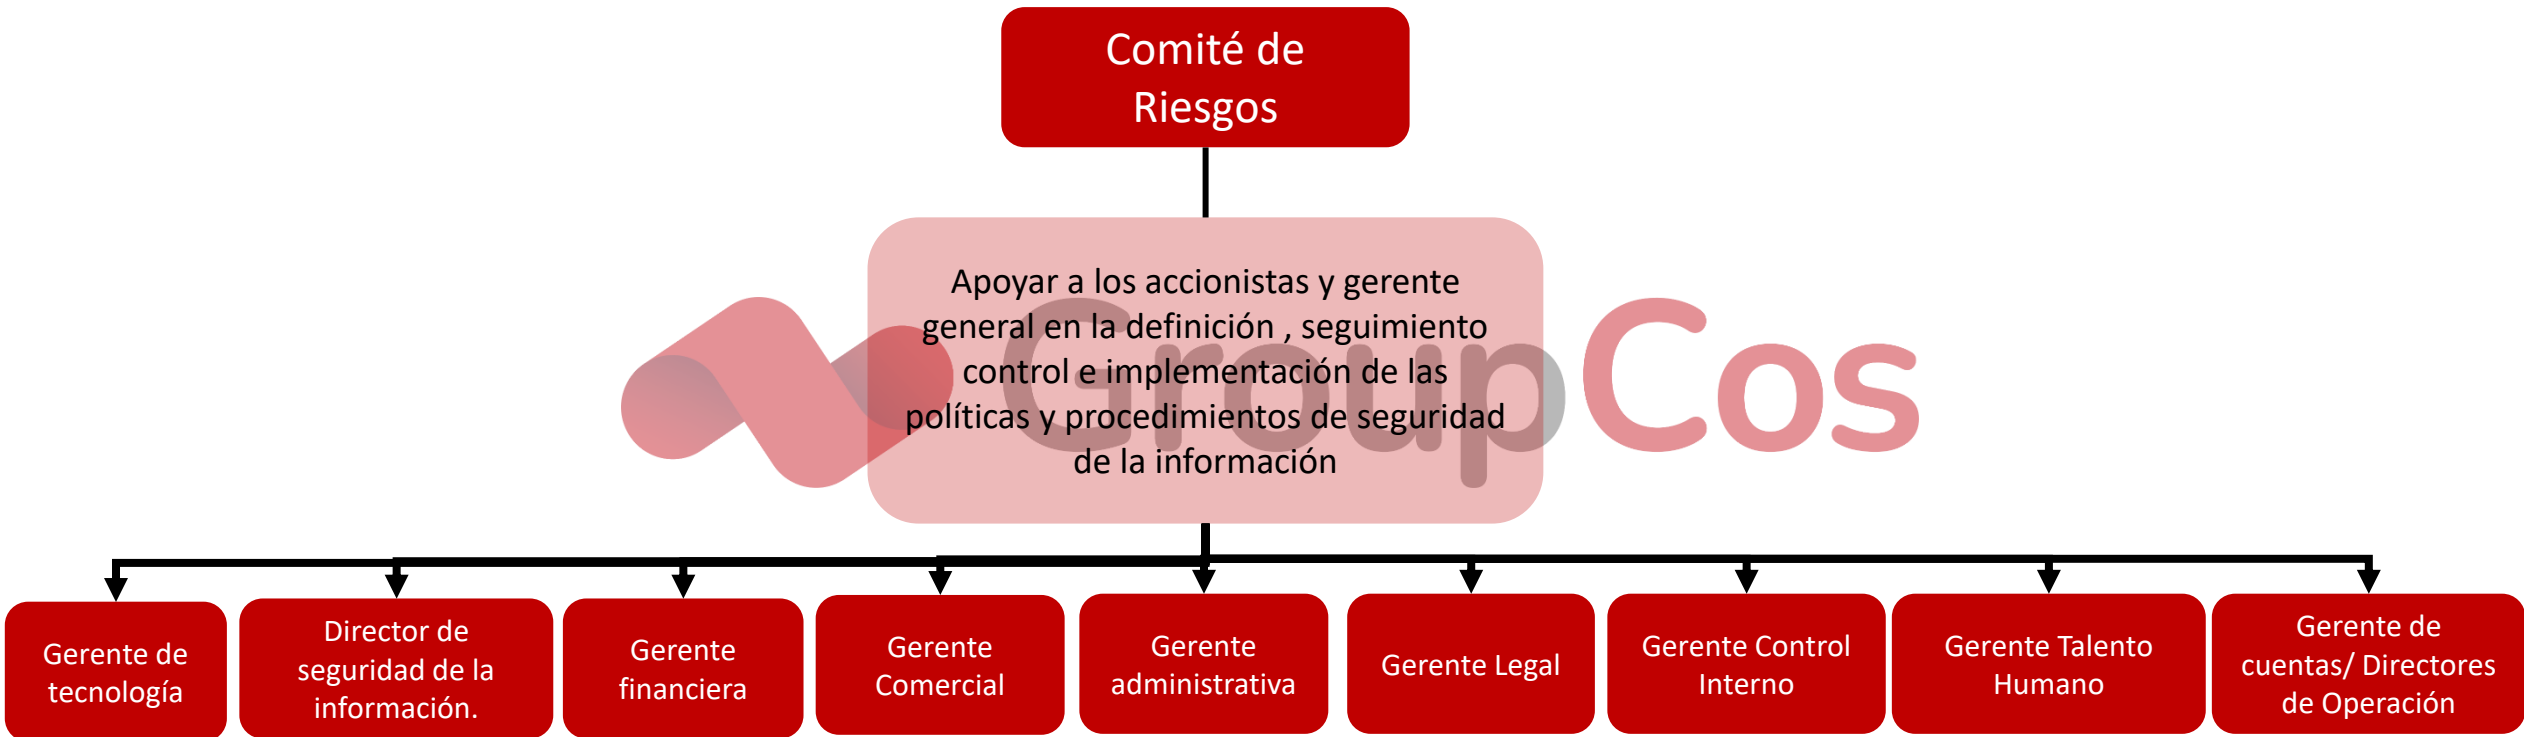 Comité de
Riesgos
Apoyar a los accionistas y gerente
general en la definición , seguimiento
control e implementación de las
políticas y procedimientos de seguridad
de la información
GroupCos
Gerente de
tecnología
Director de
seguridad de la
información.
Gerente
financiera
Gerente
Comercial
Gerente
administrativa
Gerente Legal
Gerente Control
Interno
Gerente Talento
Humano
Gerente de
cuentas/ Directores
de Operación